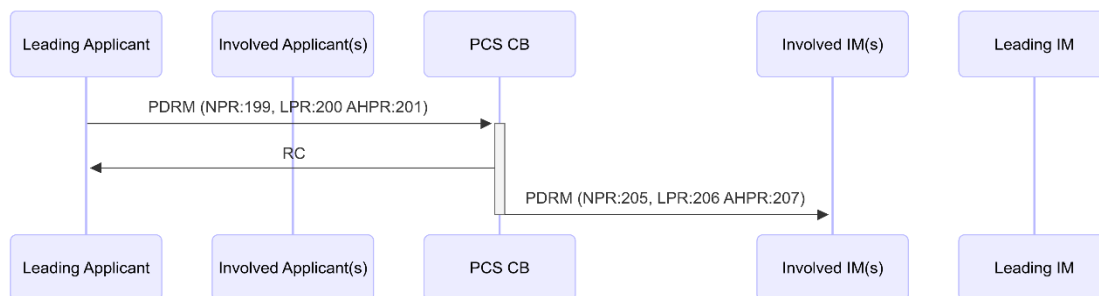 Leading Applicant
Involved Applicant(s)
PCS CB
Involved IM(s)
Leading IM
PDRM (NPR:199, LPR:200 AHPR:201)
RC
PDRM (NPR:205, LPR:206 AHPR:207)
Leading Applicant
Involved Applicant(s)
PCS CB
Involved IM(s)
Leading IM